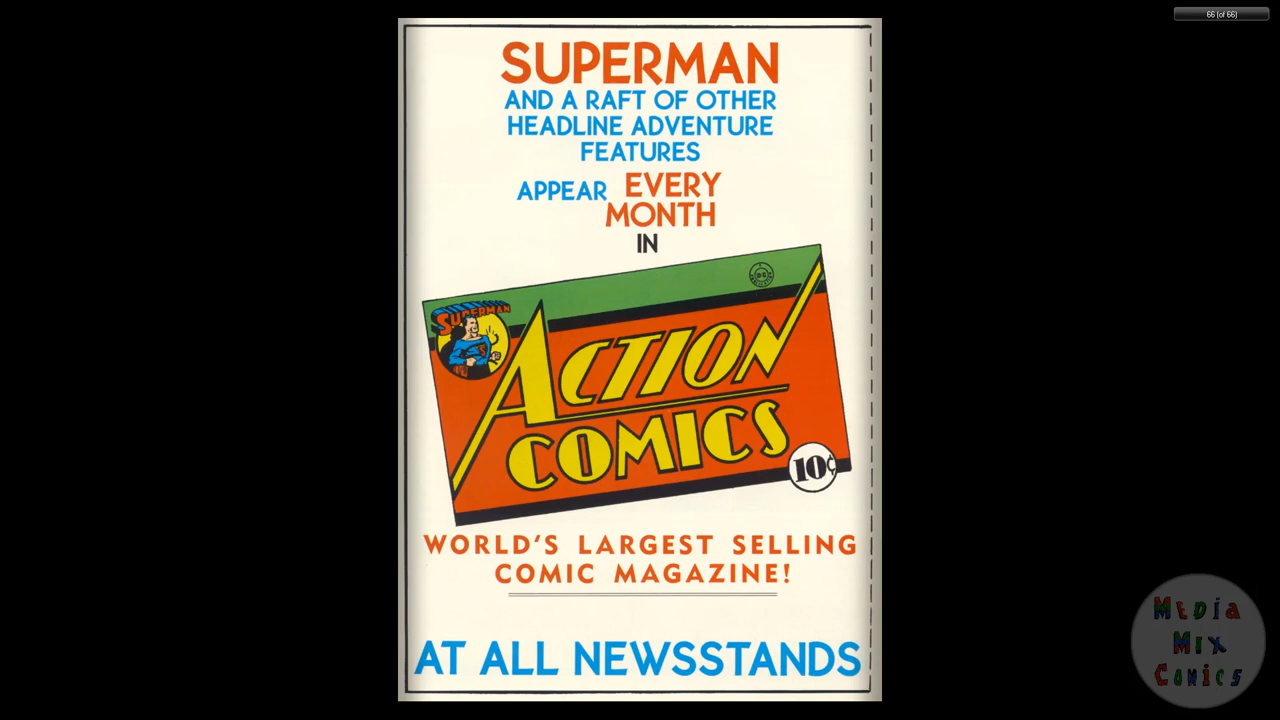 66 (of 66)
SUPERMAN
AND A RAFT OF OTHER
HEADLINE ADVENTURE
FEATURES
APPEAR EVERY
MONTH
IN
DC
SUPERMAN
ACTION
COMICS
10¢
WORLD'S LARGEST SELLING
COMIC MAGAZINE!
AT ALL NEWSSTANDS
MEDIA
MIX
COMICS